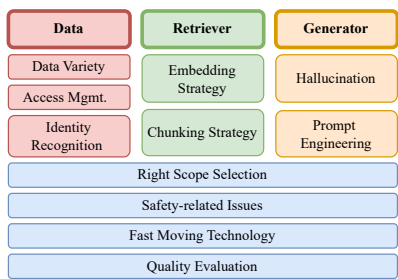 Data
Retriever
Generator
Data Variety
Access Mgmt.
Identity
Recognition
Embedding
Strategy
Chunking Strategy
Hallucination
Prompt
Engineering
Right Scope Selection
Safety-related Issues
Fast Moving Technology
Quality Evaluation